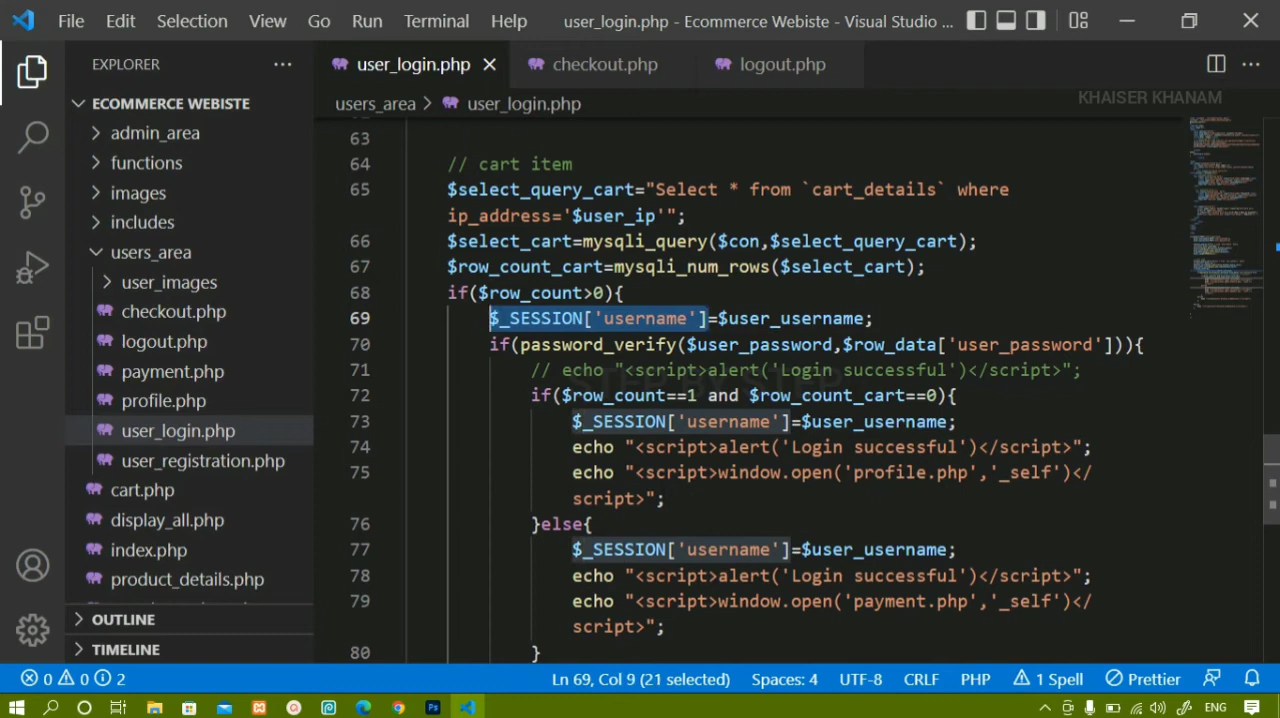 File Edit Selection View Go Run Terminal Help user_login.php - Ecommerce Webiste - Visual Studio ...
EXPLORER ...
ECOMMERCE WEBISTE
admin_area
functions
images
includes
users_area
user_images
checkout.php
logout.php
payment.php
profile.php
user_login.php
user_registration.php
cart.php
display_all.php
index.php
product_details.php
OUTLINE
TIMELINE
user_login.php checkout.php logout.php
users_area > user_login.php
KHAISER KHANAM
63
64 // cart item
65 $select_query_cart="Select * from `cart_details` where
ip_address='$user_ip'";
66 $select_cart=mysqli_query($con,$select_query_cart);
67 $row_count_cart=mysqli_num_rows($select_cart);
68 if($row_count>0){
69 $_SESSION['username']=$user_username;
70 if(password_verify($user_password,$row_data['user_password'])){
71 // echo "<script>alert('Login successful')</script>";
STEP BY STEP
72 if($row_count==1 and $row_count_cart==0){
73 $_SESSION['username']=$user_username;
74 echo "<script>alert('Login successful')</script>";
75 echo "<script>window.open('profile.php','_self')</
script>";
76 }else{
77 $_SESSION['username']=$user_username;
78 echo "<script>alert('Login successful')</script>";
79 echo "<script>window.open('payment.php','_self')</
script>";
80 }
0 0 2 Ln 69, Col 9 (21 selected) Spaces: 4 UTF-8 CRLF PHP 1 Spell Prettier
ENG